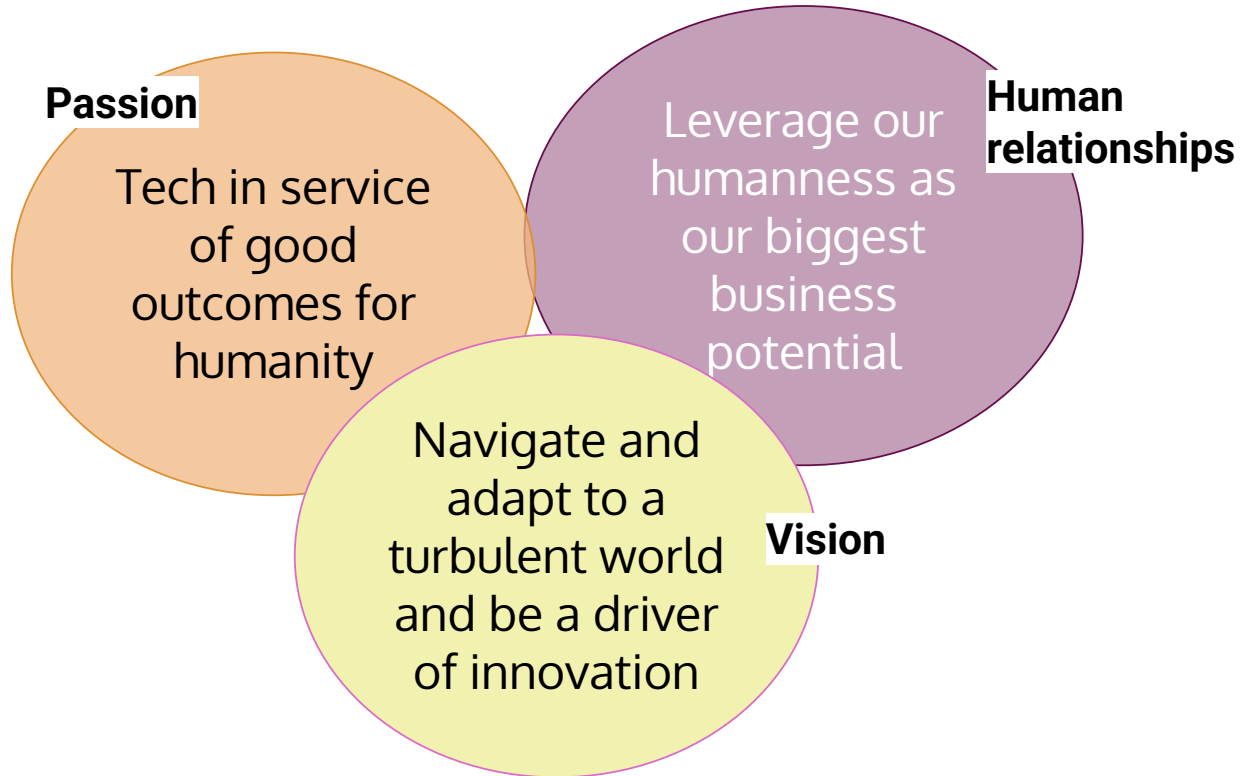 Passion
Tech in service
of good
outcomes for
humanity
Human
relationships
Leverage our
humanness as
our biggest
business
potential
Vision
Navigate and
adapt to a
turbulent world
and be a driver
of innovation